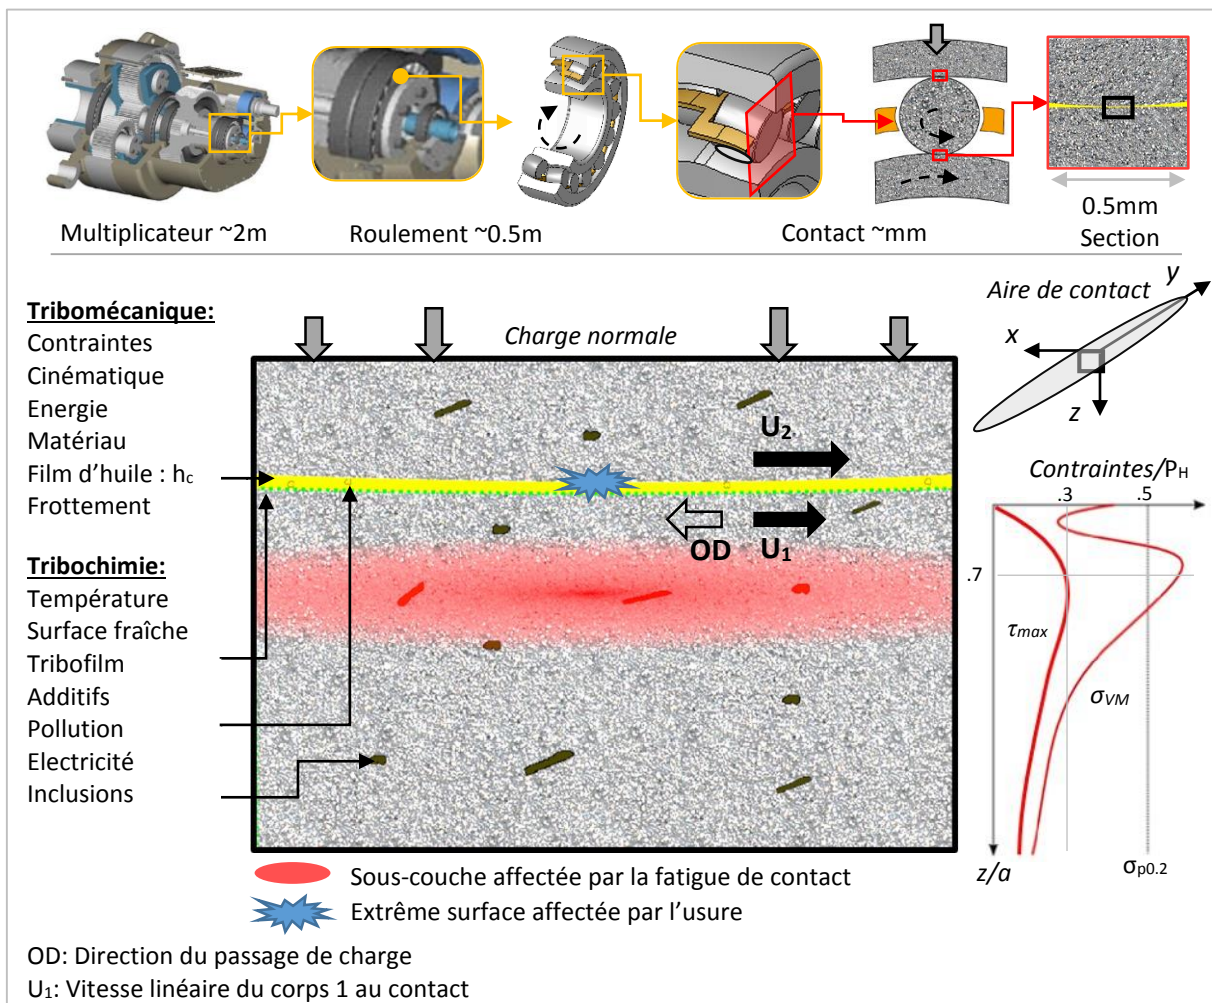 Multiplicateur ~2m
Roulement ~0.5m
Contact ~mm
0.5mm
Section
Tribomécanique:
Contraintes
Cinématique
Energie
Matériau
Film d'huile : hc
Frottement
Tribochimie:
Température
Surface fraîche
Tribofilm
Additifs
Pollution
Electricité
Inclusions
Charge normale
U2
OD
U1
Aire de contact
y
x
z
Contraintes/PH
.3
.5
.7
τmax
σVM
z/a
σp0.2
Sous-couche affectée par la fatigue de contact
Extrême surface affectée par l'usure
OD: Direction du passage de charge
U1: Vitesse linéaire du corps 1 au contact